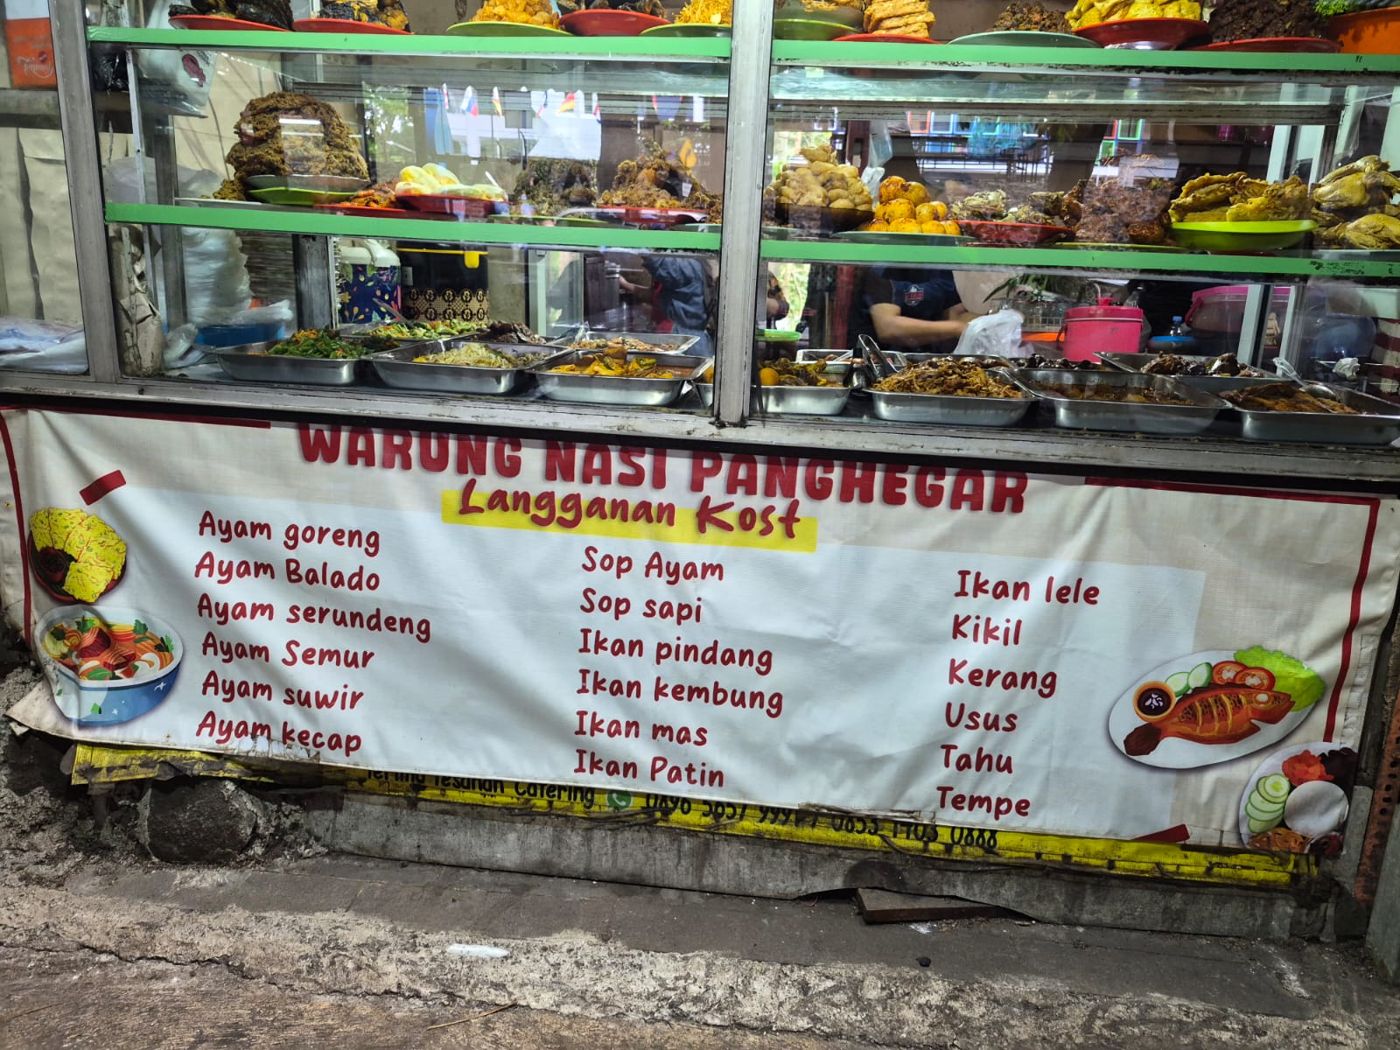 WARUNG NASI PANGHEGAR
Langganan Kost
Ayam goreng
Ayam Balado
Ayam serundeng
Ayam Semur
Ayam suwir
Ayam kecap
Sop Ayam
Sop sapi
Ikan pindang
Ikan kembung
Ikan mas
Ikan Patin
Ikan lele
Kikil
Kerang
Usus
Tahu
Tempe
Catering